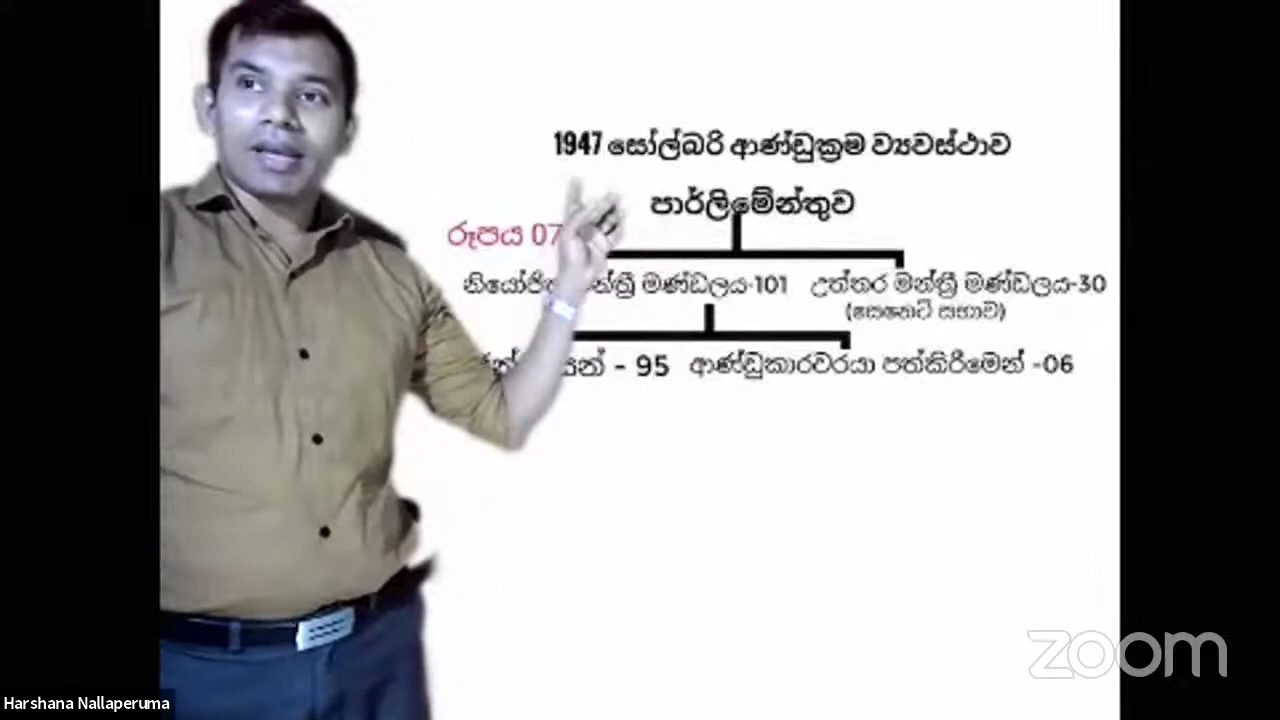 1947 සෝල්බරි ආණ්ඩුක්‍රම ව්‍යවස්ථාව
පාර්ලිමේන්තුව
රූපය 07
මන්ත්‍රී මණ්ඩලය-101 උත්තර මන්ත්‍රී මණ්ඩලය-30
(සෙනෙට් සභාව)
- 95 ආණ්ඩුකාරවරයා පත්කිරීමෙන් -06
zoom
Harshana Nallaperuma